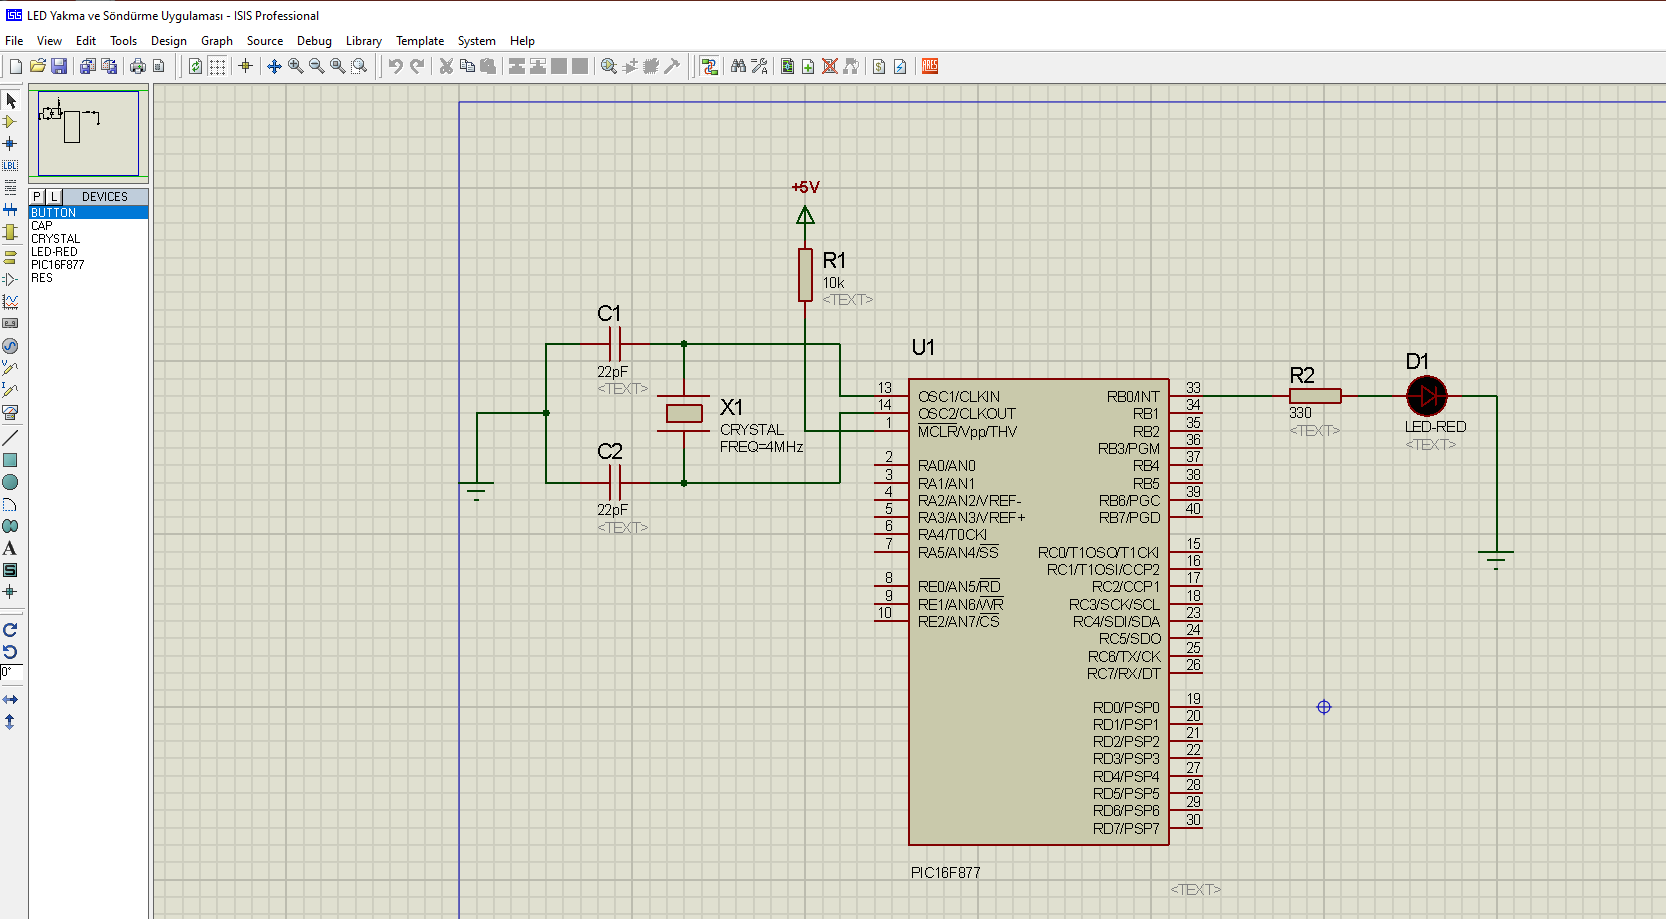 LED Yakma ve Söndürme Uygulaması - ISIS Professional
File View Edit Tools Design Graph Source Debug Library Template System Help
P L DEVICES
BUTTON
CAP
CRYSTAL
LED-RED
PIC16F877
RES
LBL
A
S
0°
ARES
+5V
R1
10k
<TEXT>
C1
22pF
<TEXT>
X1
CRYSTAL
FREQ=4MHz
C2
22pF
<TEXT>
U1
13 OSC1/CLKIN
14 OSC2/CLKOUT
1 MCLR/Vpp/THV
2 RA0/AN0
3 RA1/AN1
4 RA2/AN2/VREF-
5 RA3/AN3/VREF+
6 RA4/T0CKI
7 RA5/AN4/SS
8 RE0/AN5/RD
9 RE1/AN6/WR
10 RE2/AN7/CS
RB0/INT 33
RB1 34
RB2 35
RB3/PGM 36
RB4 37
RB5 38
RB6/PGC 39
RB7/PGD 40
RC0/T1OSO/T1CKI 15
RC1/T1OSI/CCP2 16
RC2/CCP1 17
RC3/SCK/SCL 18
RC4/SDI/SDA 23
RC5/SDO 24
RC6/TX/CK 25
RC7/RX/DT 26
RD0/PSP0 19
RD1/PSP1 20
RD2/PSP2 21
RD3/PSP3 22
RD4/PSP4 27
RD5/PSP5 28
RD6/PSP6 29
RD7/PSP7 30
PIC16F877
<TEXT>
R2
330
<TEXT>
D1
LED-RED
<TEXT>